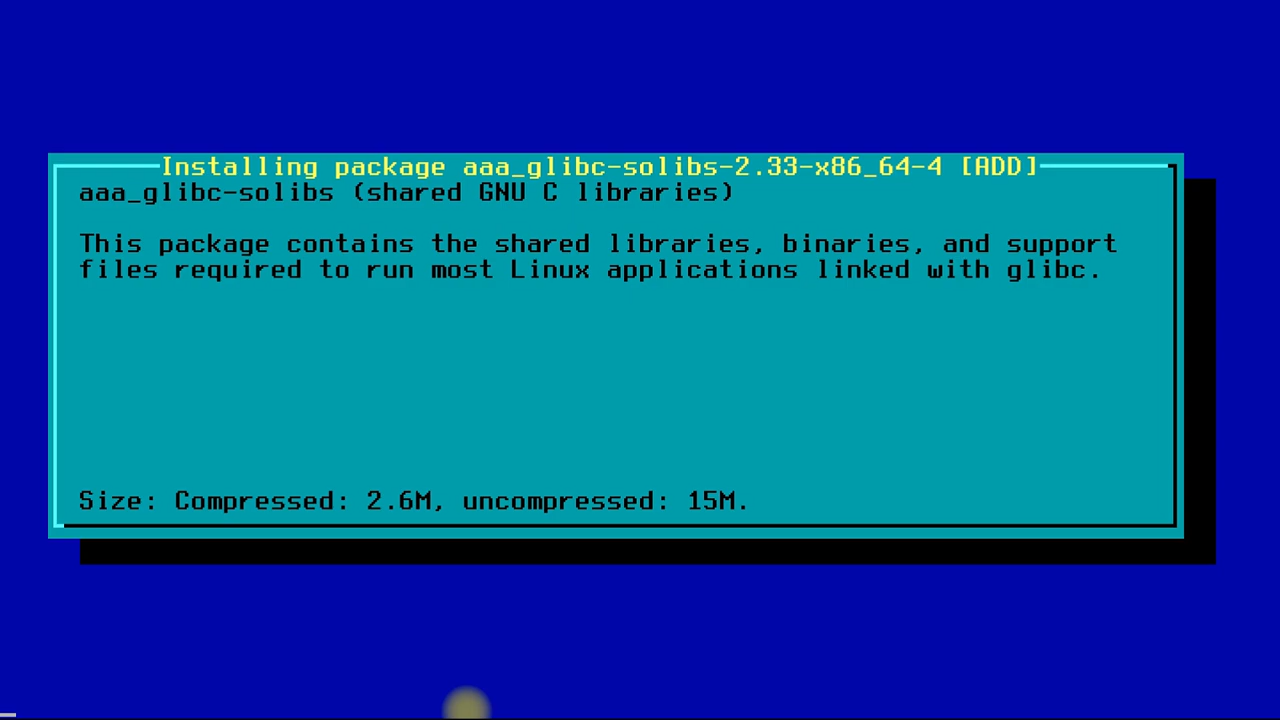 Installing package aaa_glibc-solibs-2.33-x86_64-4 [ADD]
aaa_glibc-solibs (shared GNU C libraries)
This package contains the shared libraries, binaries, and support
files required to run most Linux applications linked with glibc.
Size: Compressed: 2.6M, uncompressed: 15M.